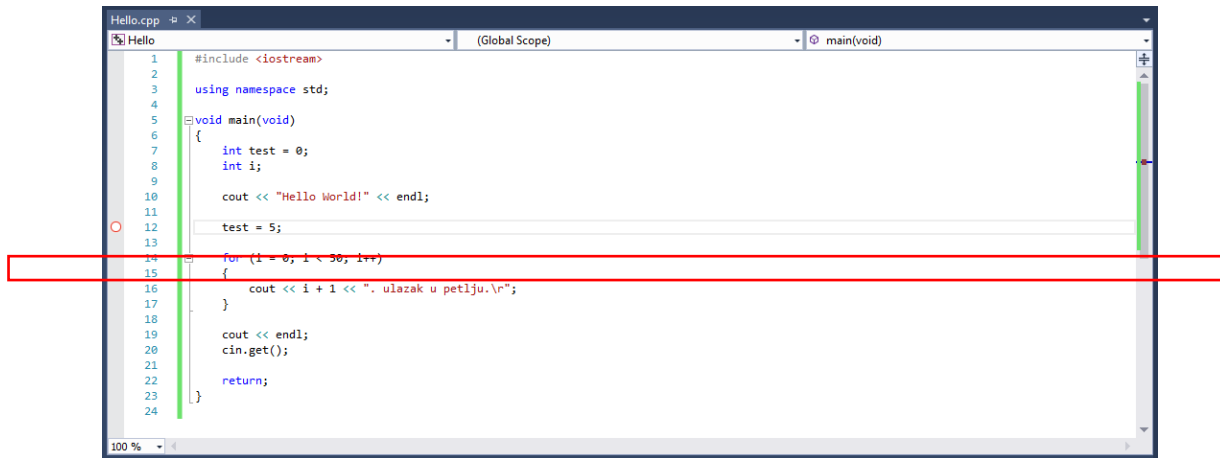 Hello.cpp
Hello (Global Scope) main(void)
1 #include <iostream>
2
3 using namespace std;
4
5 void main(void)
6 {
7 int test = 0;
8 int i;
9
10 cout << "Hello World!" << endl;
11
12 test = 5;
13
14 for (i = 0; i < 50; i++)
15 {
16 cout << i + 1 << ". ulazak u petlju.\r";
17 }
18
19 cout << endl;
20 cin.get();
21
22 return;
23 }
24
100 %